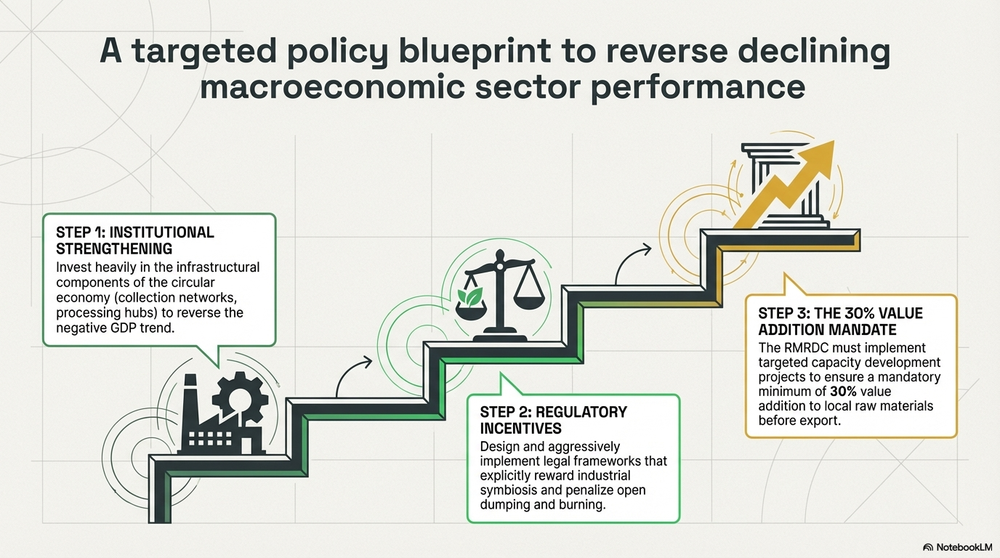 A targeted policy blueprint to reverse declining
macroeconomic sector performance
STEP 1: INSTITUTIONAL
STRENGTHENING
Invest heavily in the infrastructural
components of the circular
economy (collection networks,
processing hubs) to reverse the
negative GDP trend.
STEP 2: REGULATORY
INCENTIVES
Design and aggressively
implement legal frameworks that
explicitly reward industrial
symbiosis and penalize open
dumping and burning.
STEP 3: THE 30% VALUE
ADDITION MANDATE
The RMRDC must implement
targeted capacity development
projects to ensure a mandatory
minimum of 30% value
addition to local raw materials
before export.
NotebookLM